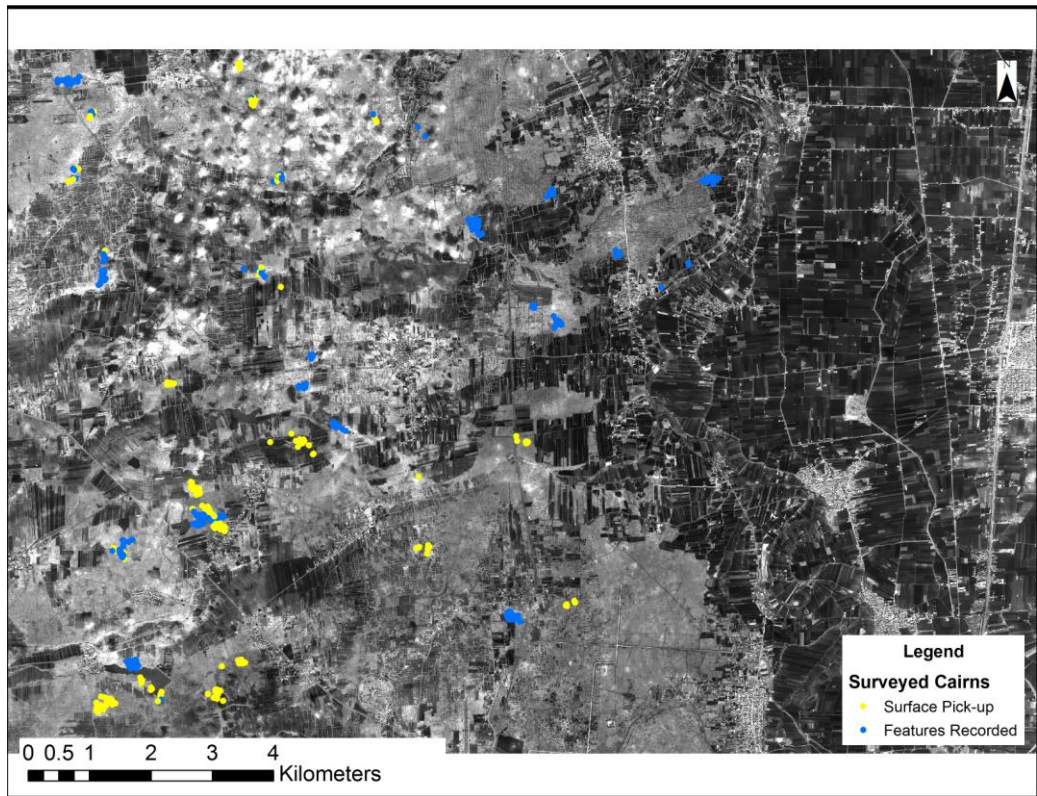 N
Legend
Surveyed Cairns
Surface Pick-up
Features Recorded
0 0.5 1 2 3 4
Kilometers